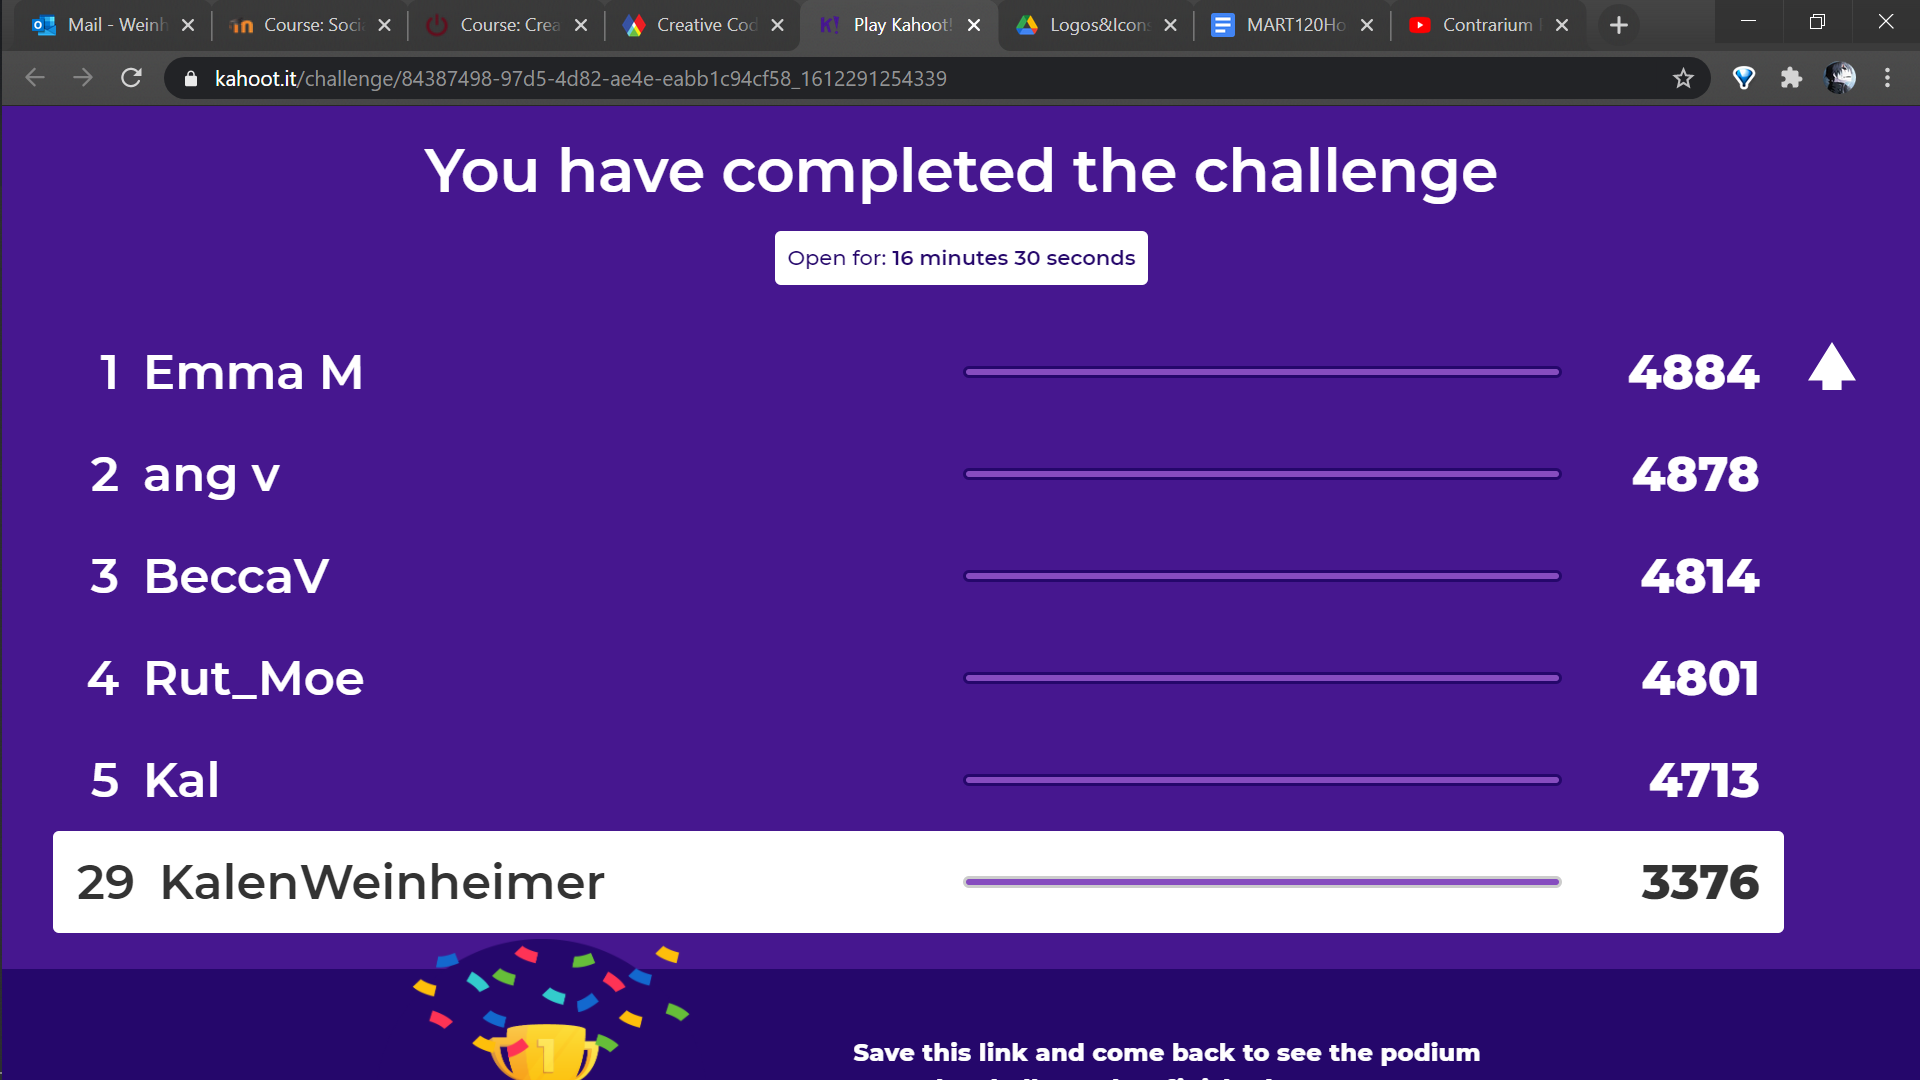 Mail - Weinh
Course: Soci
Course: Crea
Creative Cod
K! Play Kahoot!
Logos&Icons
MART120Ho
Contrarium
kahoot.it/challenge/84387498-97d5-4d82-ae4e-eabb1c94cf58_1612291254339
You have completed the challenge
Open for: 16 minutes 30 seconds
1 Emma M 4884
2 ang v 4878
3 BeccaV 4814
4 Rut_Moe 4801
5 Kal 4713
29 KalenWeinheimer 3376
1
Save this link and come back to see the podium